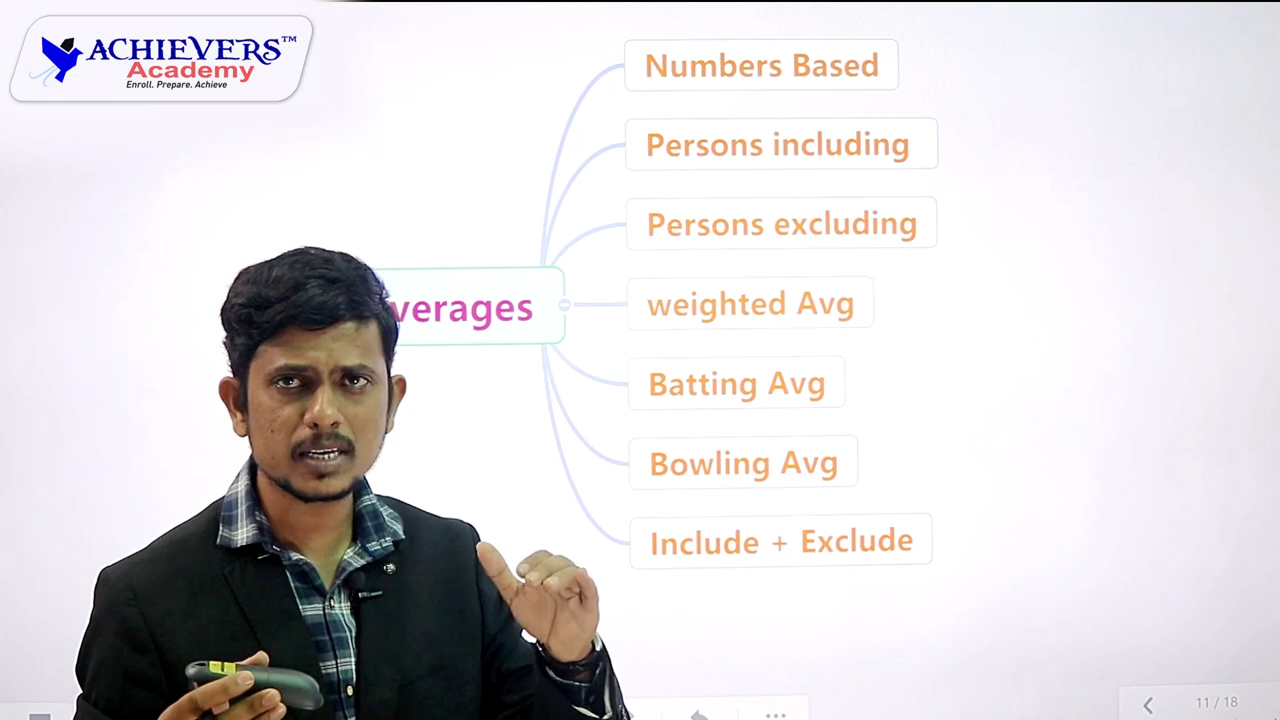 ACHIEVERS™
Academy
Enroll. Prepare. Achieve
Numbers Based
Persons including
Persons excluding
verages
weighted Avg
Batting Avg
Bowling Avg
Include + Exclude
11 / 18